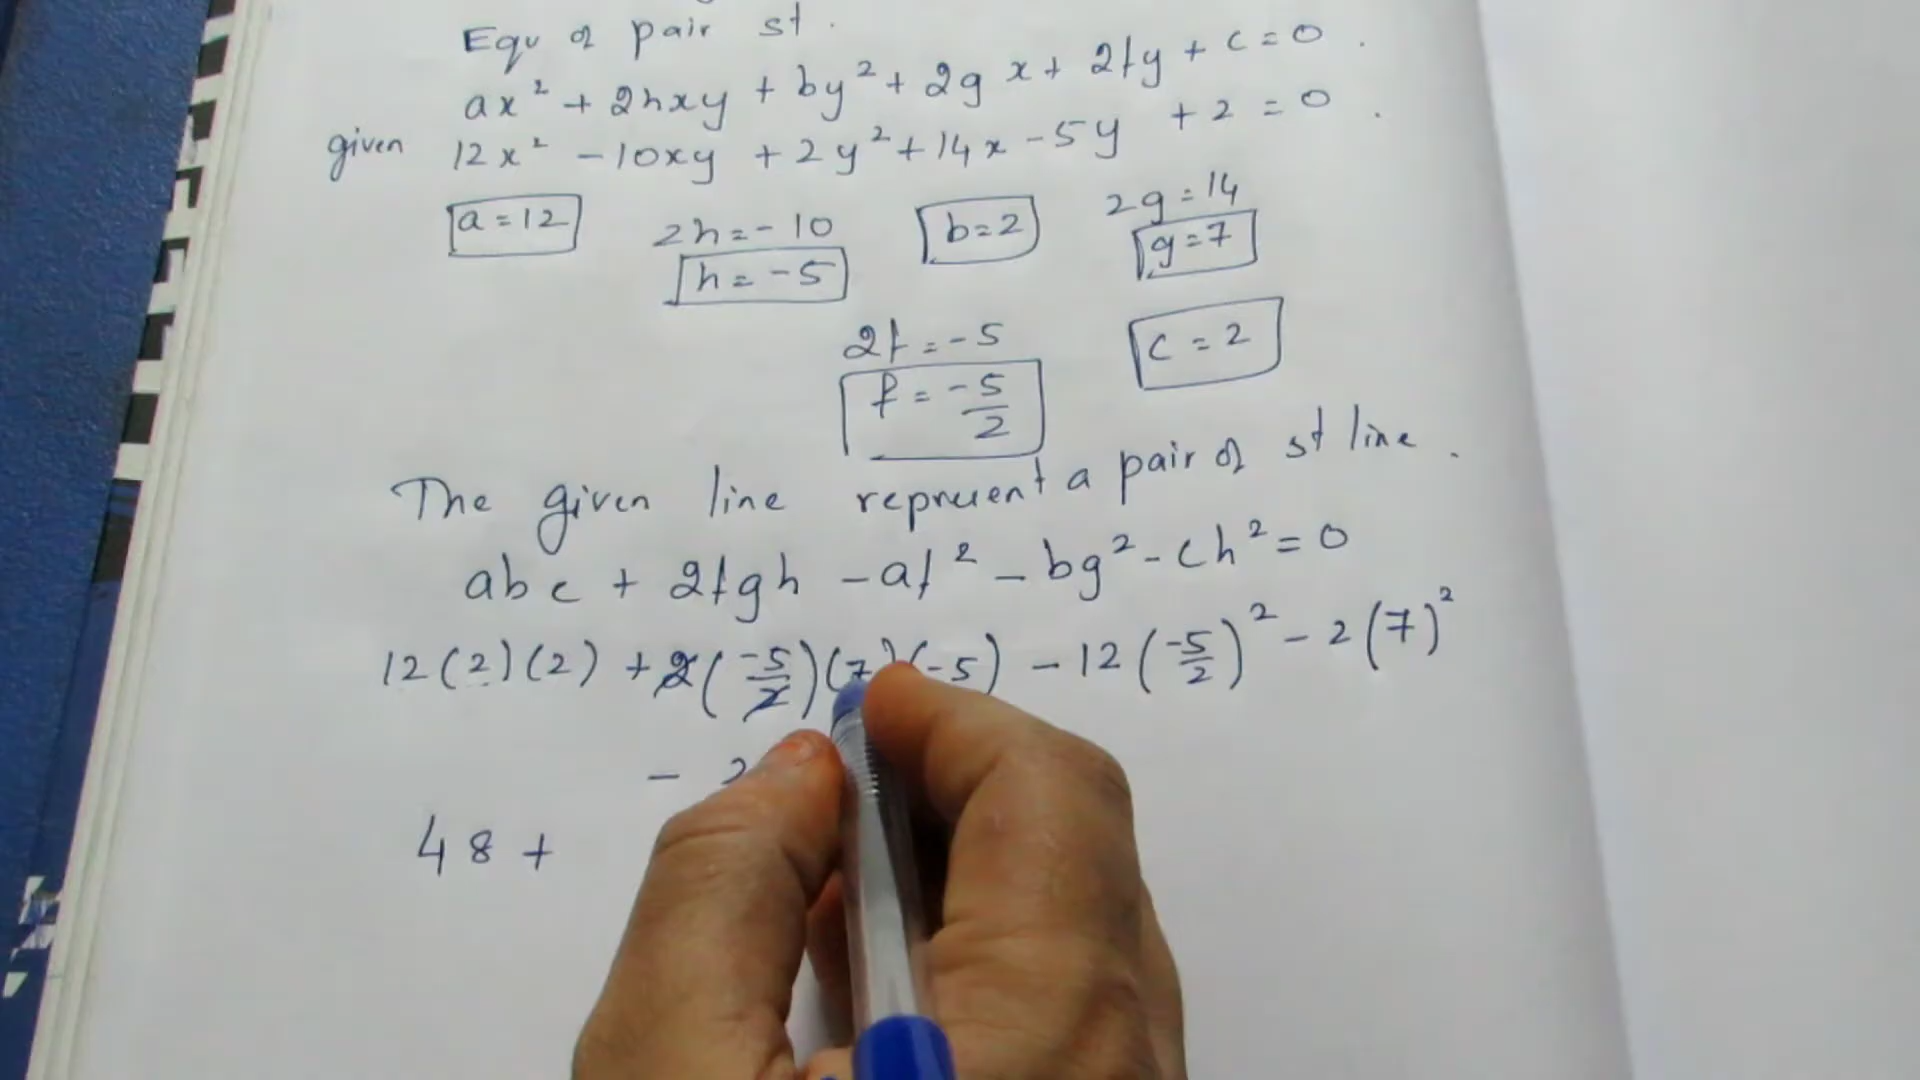 Equ of pair st.
ax² + 2hxy + by² + 2gx + 2fy + c = 0.
given 12x² - 10xy + 2y² + 14x - 5y + 2 = 0.
a = 12 2h = -10 b = 2 2g = 14
h = -5 g = 7
2f = -5 c = 2
f = -5/2
The given line represent a pair of st line.
abc + 2fgh - af² - bg² - ch² = 0
12(2)(2) + 2(-5/2)(7)(-5) - 12(-5/2)² - 2(7)²
- 2
48 +